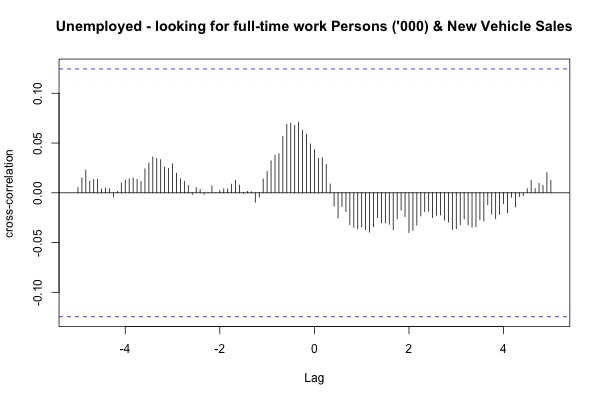 Unemployed - looking for full-time work Persons ('000) & New Vehicle Sales
cross-correlation
0.10
0.05
0.00
-0.05
-0.10
-4 -2 0 2 4
Lag